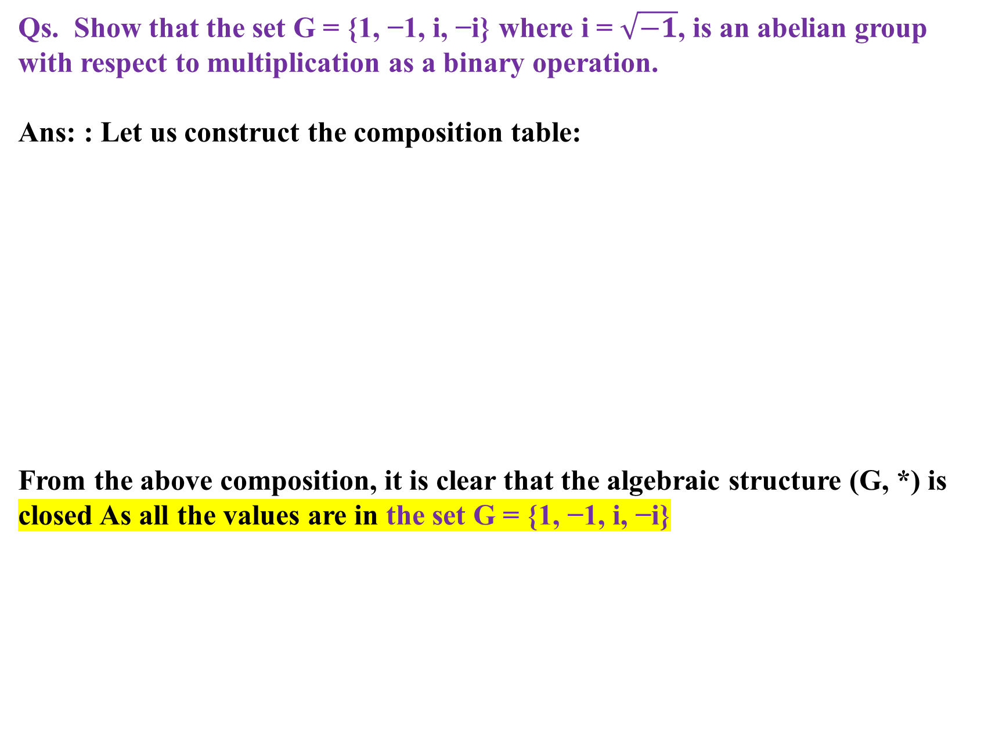 Qs.  Show that the set G = {1, −1, i, −i} where i = √−1, is an abelian group
with respect to multiplication as a binary operation.
Ans: : Let us construct the composition table:
From the above composition, it is clear that the algebraic structure (G, *) is
closed As all the values are in the set G = {1, −1, i, −i}